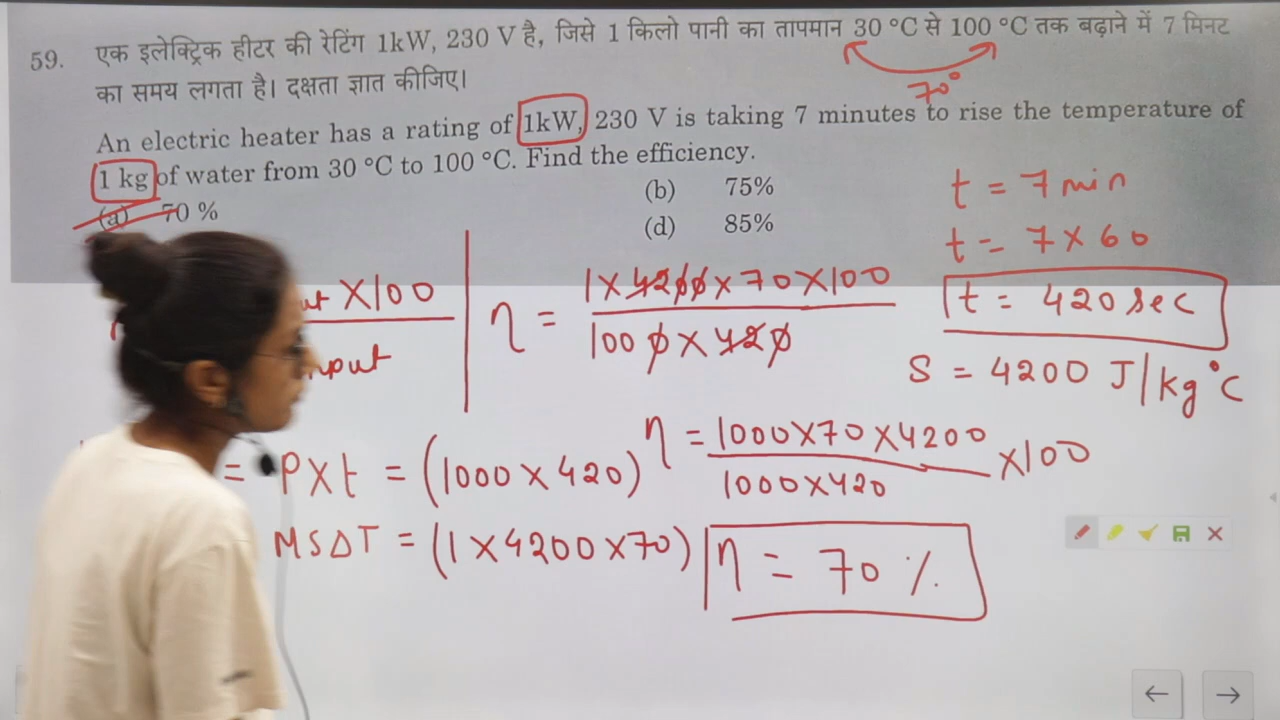 59. एक इलेक्ट्रिक हीटर की रेटिंग 1kW, 230 V है, जिसे 1 किलो पानी का तापमान 30 °C से 100 °C तक बढ़ाने में 7 मिनट
का समय लगता है। दक्षता ज्ञात कीजिए।
70°
An electric heater has a rating of 1kW, 230 V is taking 7 minutes to rise the temperature of
1 kg of water from 30 °C to 100 °C. Find the efficiency.
(a) 70 %
(b) 75%
(d) 85%
t = 7 min
t = 7 × 60
t = 420 sec
S = 4200 J/kg°C
ut × 100
nput
η = 1 × 4200 × 70 × 100
1000 × 420
= P × t = (1000 × 420)
MSΔT = (1 × 4200 × 70)
η = 1000 × 70 × 4200 × 100
1000 × 420
η = 70 %